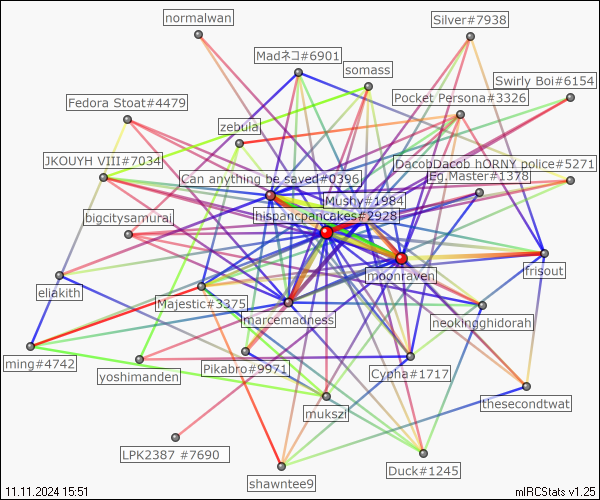 normalwan
Silver#7938
Madネコ#6901
somass
Swirly Boi#6154
Fedora Stoat#4479
Pocket Persona#3326
zebula
JKOUYH VIII#7034
DacobDacob hORNY police#5271
Can anything be saved#0396
Eg.Master#1378
Mushy#1984
bigcitysamurai
hispancpancakes#2928
eliakith
moonraven
frisout
Majestic#3375
marcemadness
neokingghidorah
ming#4742
yoshimanden
Pikabro#9971
Cypha#1717
mukszi
thesecondtwat
LPK2387 #7690
shawntee9
Duck#1245
11.11.2024 15:51
mIRCStats v1.25